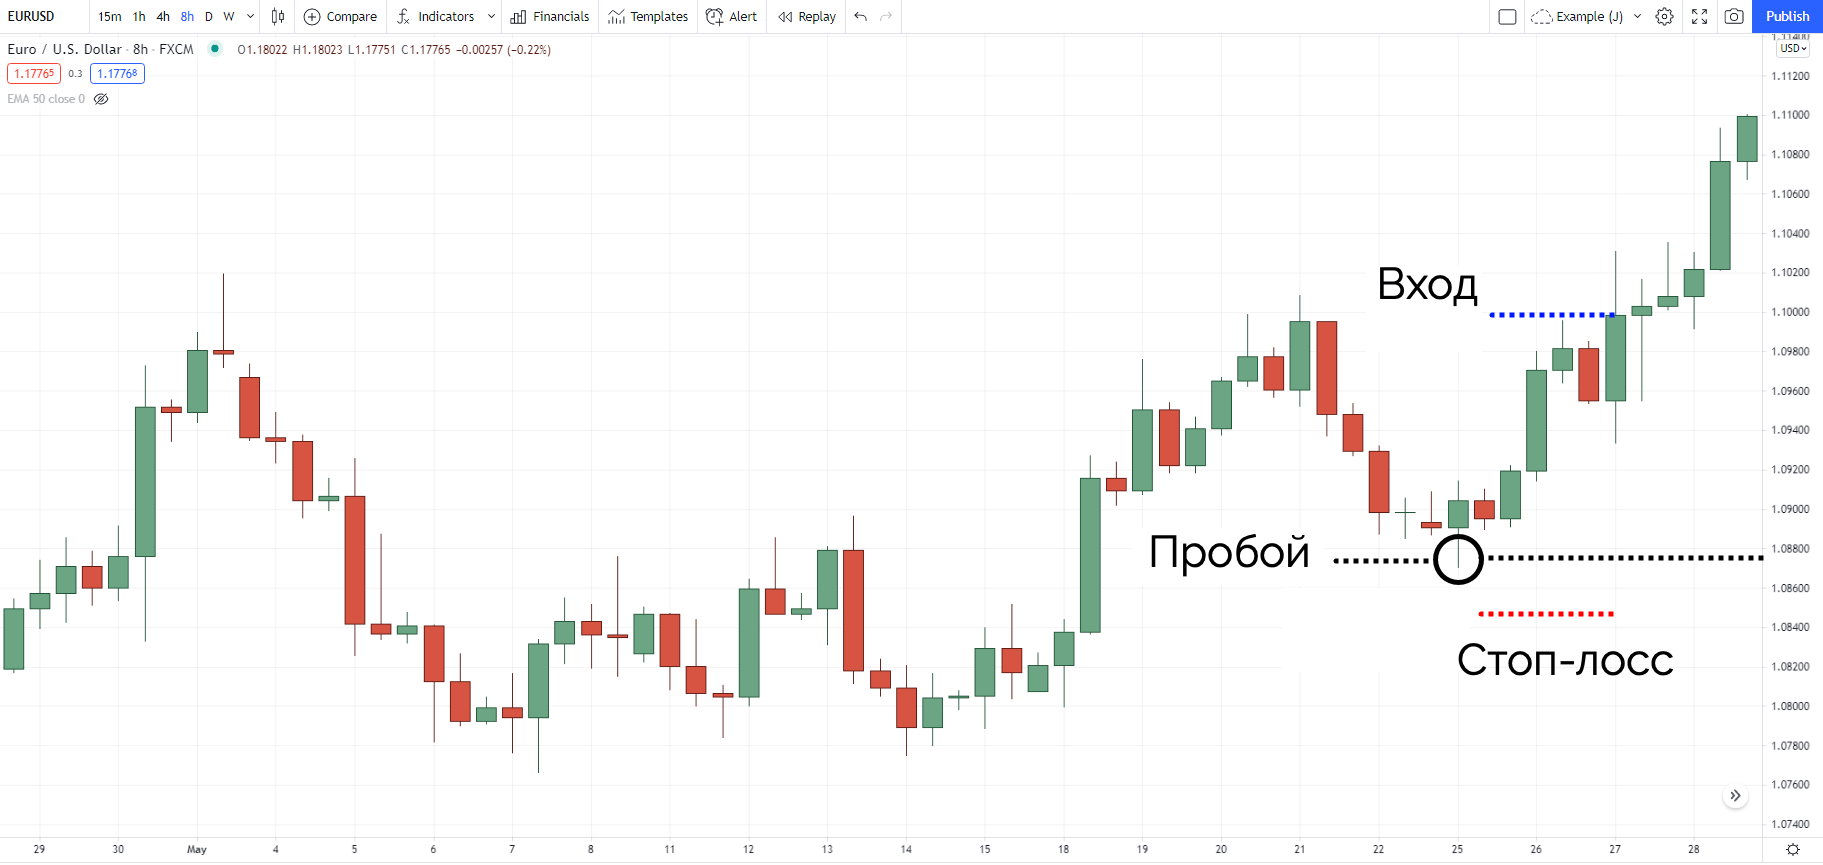 EURUSD 15m 1h 4h 8h D W Compare Indicators Financials Templates Alert Replay Example (J) Publish
Euro / U.S. Dollar · 8h · FXCM O1.18022 H1.18023 L1.17751 C1.17765 −0.00257 (−0.22%)
1.17765 0.3 1.17768
EMA 50 close 0
USD
1.11400
1.11200
1.11000
1.10800
1.10600
1.10400
1.10200
1.10000
1.09800
1.09600
1.09400
1.09200
1.09000
1.08800
1.08600
1.08400
1.08200
1.08000
1.07800
1.07600
1.07400
Вход
Пробой
Стоп-лосс
29 30 May 4 5 6 7 8 11 12 13 14 15 18 19 20 21 22 25 26 27 28